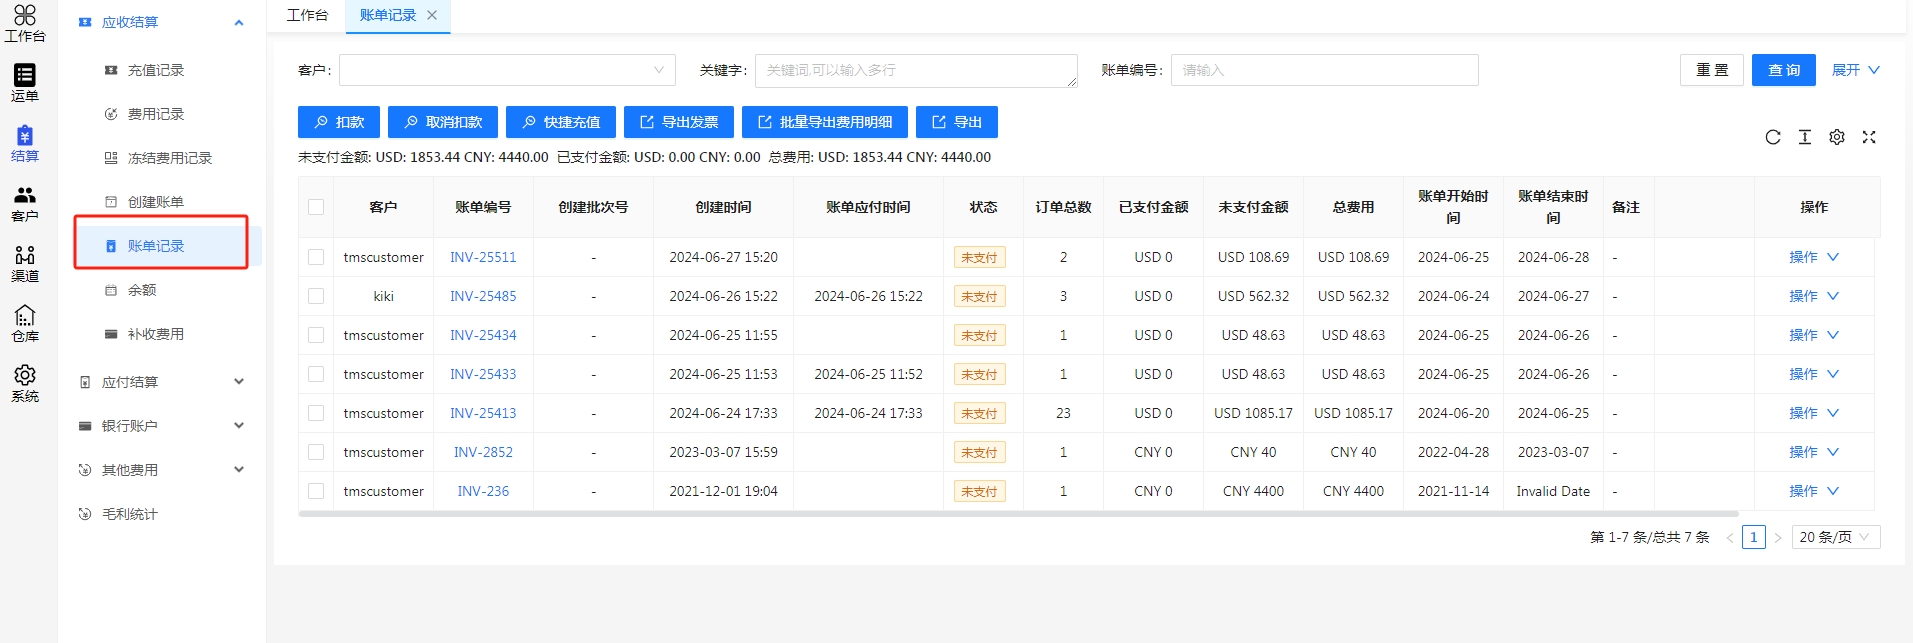 工作台
运单
结算
客户
渠道
仓库
系统
应收结算
充值记录
费用记录
冻结费用记录
创建账单
账单记录
余额
补收费用
应付结算
银行账户
其他费用
毛利统计
工作台 账单记录
客户: 关键字: 关键词,可以输入多行 账单编号: 请输入 重 置 查 询 展开
扣款 取消扣款 快捷充值 导出发票 批量导出费用明细 导出
未支付金额: USD: 1853.44 CNY: 4440.00 已支付金额: USD: 0.00 CNY: 0.00 总费用: USD: 1853.44 CNY: 4440.00
客户 账单编号 创建批次号 创建时间 账单应付时间 状态 订单总数 已支付金额 未支付金额 总费用 账单开始时间 账单结束时间 备注 操作
tmscustomer INV-25511 - 2024-06-27 15:20 未支付 2 USD 0 USD 108.69 USD 108.69 2024-06-25 2024-06-28 - 操作
kiki INV-25485 - 2024-06-26 15:22 2024-06-26 15:22 未支付 3 USD 0 USD 562.32 USD 562.32 2024-06-24 2024-06-27 - 操作
tmscustomer INV-25434 - 2024-06-25 11:55 未支付 1 USD 0 USD 48.63 USD 48.63 2024-06-25 2024-06-26 - 操作
tmscustomer INV-25433 - 2024-06-25 11:53 2024-06-25 11:52 未支付 1 USD 0 USD 48.63 USD 48.63 2024-06-25 2024-06-26 - 操作
tmscustomer INV-25413 - 2024-06-24 17:33 2024-06-24 17:33 未支付 23 USD 0 USD 1085.17 USD 1085.17 2024-06-20 2024-06-25 - 操作
tmscustomer INV-2852 - 2023-03-07 15:59 未支付 1 CNY 0 CNY 40 CNY 40 2022-04-28 2023-03-07 - 操作
tmscustomer INV-236 - 2021-12-01 19:04 未支付 1 CNY 0 CNY 4400 CNY 4400 2021-11-14 Invalid Date - 操作
第 1-7 条/总共 7 条 < 1 > 20 条/页